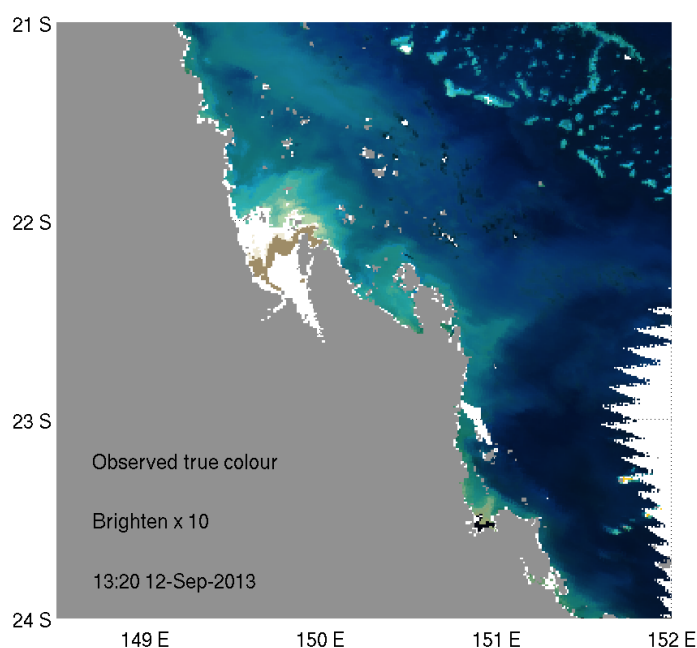 21 S
22 S
23 S
Observed true colour
Brighten x 10
13:20 12-Sep-2013
24 S
149 E 150 E 151 E 152 E